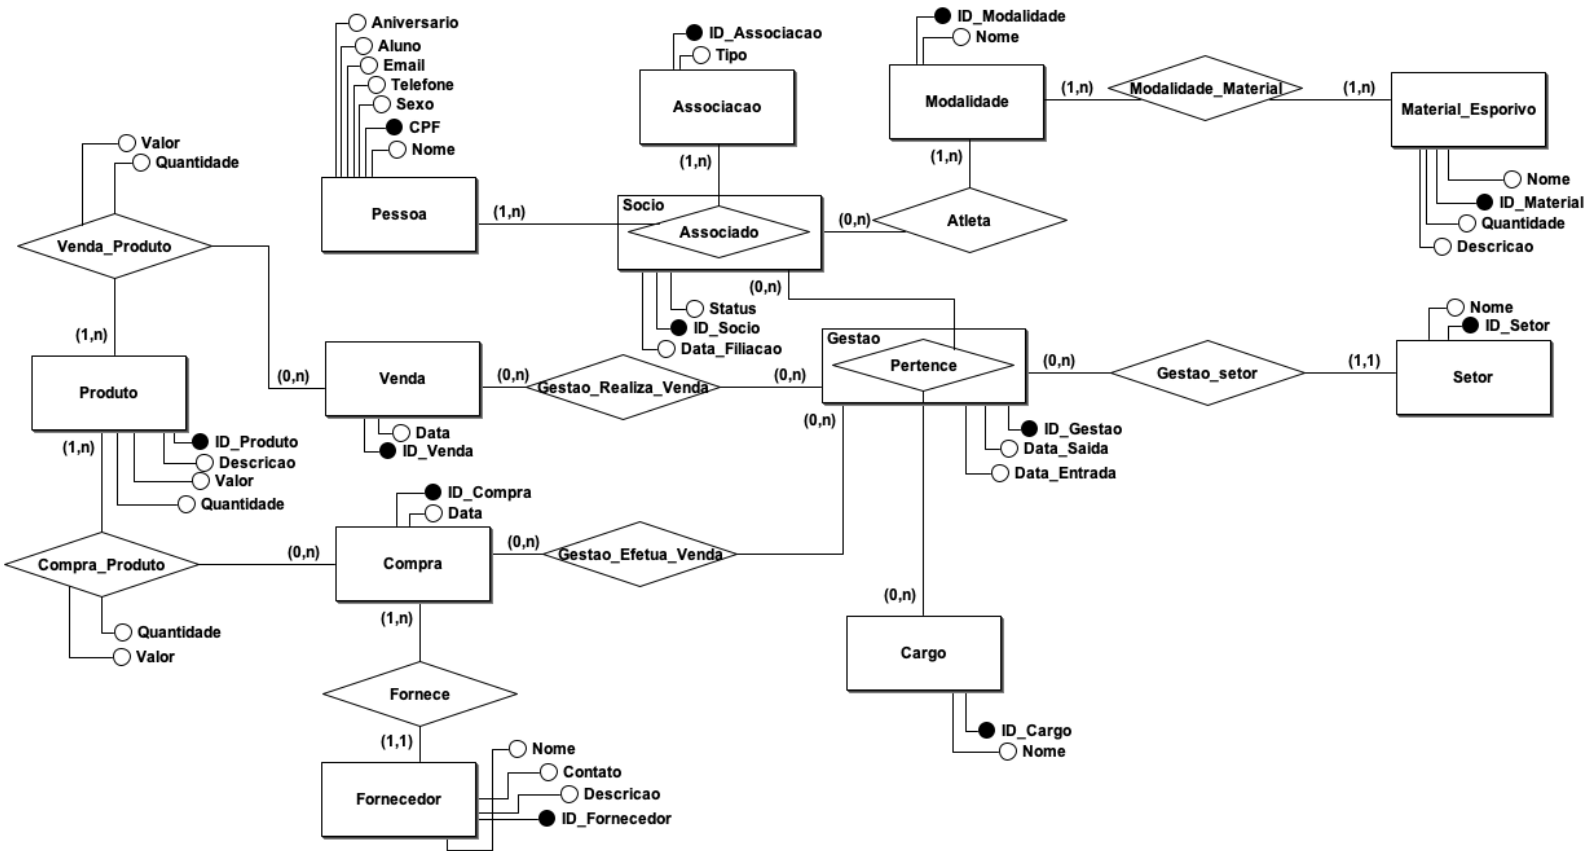 Aniversario
Aluno
Email
Telefone
Sexo
CPF
Nome
Pessoa
(1,n)
ID_Associacao
Tipo
Associacao
(1,n)
ID_Modalidade
Nome
Modalidade
(1,n)
(1,n)
Modalidade_Material
(1,n)
Material_Esporivo
Nome
ID_Material
Quantidade
Descricao
Valor
Quantidade
Venda_Produto
(1,n)
(0,n)
Socio
Associado
(0,n)
Atleta
(0,n)
Status
ID_Socio
Data_Filiacao
Produto
(1,n)
ID_Produto
Descricao
Valor
Quantidade
Venda
(0,n)
Gestao_Realiza_Venda
(0,n)
Data
ID_Venda
Gestao
Pertence
(0,n)
(0,n)
Gestao_setor
(1,1)
Nome
ID_Setor
Setor
ID_Gestao
Data_Saida
Data_Entrada
ID_Compra
Data
Compra_Produto
(0,n)
Compra
(0,n)
Gestao_Efetua_Venda
Quantidade
Valor
(1,n)
Fornece
(1,1)
(0,n)
Cargo
ID_Cargo
Nome
Fornecedor
Nome
Contato
Descricao
ID_Fornecedor